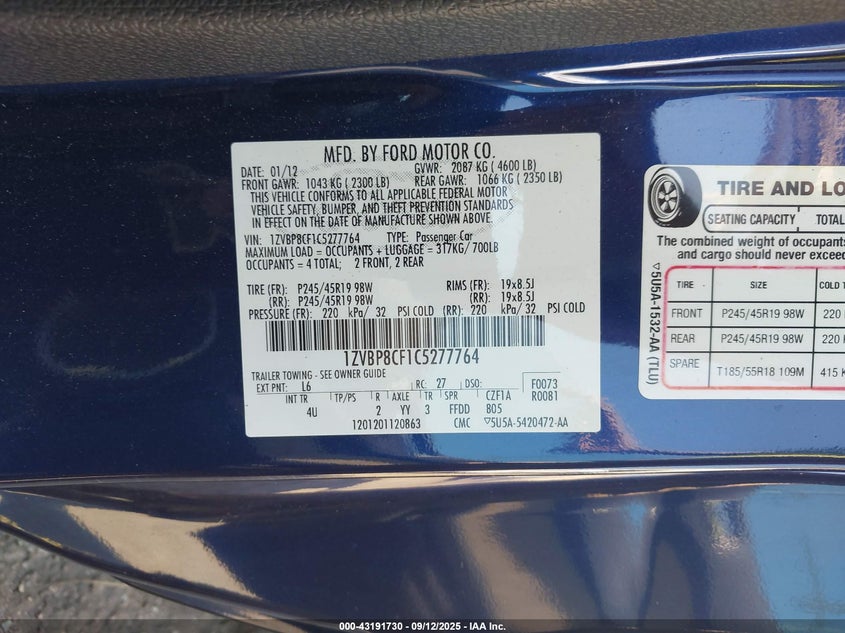 MFD. BY FORD MOTOR CO.
DATE: 01/12 GVWR: 2087 KG ( 4600 LB)
FRONT GAWR: 1043 KG ( 2300 LB) REAR GAWR: 1066 KG ( 2350 LB)
THIS VEHICLE CONFORMS TO ALL APPLICABLE FEDERAL MOTOR
VEHICLE SAFETY, BUMPER, AND THEFT PREVENTION STANDARDS
IN EFFECT ON THE DATE OF MANUFACTURE SHOWN ABOVE.
VIN: 1ZVBP8CF1C5277764 TYPE: Passenger Car
MAXIMUM LOAD = OCCUPANTS + LUGGAGE = 317KG/700LB
OCCUPANTS = 4 TOTAL; 2 FRONT, 2 REAR
TIRE (FR): P245/45R19 98W RIMS (FR): 19x8.5J
(RR): P245/45R19 98W (RR): 19x8.5J
PRESSURE (FR): 220 kPa/ 32 PSI COLD (RR): 220 kPa/ 32 PSI COLD
1ZVBP8CF1C5277764
TRAILER TOWING - SEE OWNER GUIDE
EXT PNT: L6 RC: 27 DSO: F0073
INT TR TP/PS R AXLE TR SPR CZF1A R0081
4U 2 YY 3 FFDD 805
1201201120863 CMC ▽5U5A-5420472-AA
TIRE AND LO
SEATING CAPACITY TOTAL
The combined weight of occupants
and cargo should never exceed
▽5U5A-1532-AA (TLU)
TIRE SIZE COLD T
FRONT P245/45R19 98W 220
REAR P245/45R19 98W 220
SPARE T185/55R18 109M 415 K
000-43191730 - 09/12/2025 - IAA Inc.